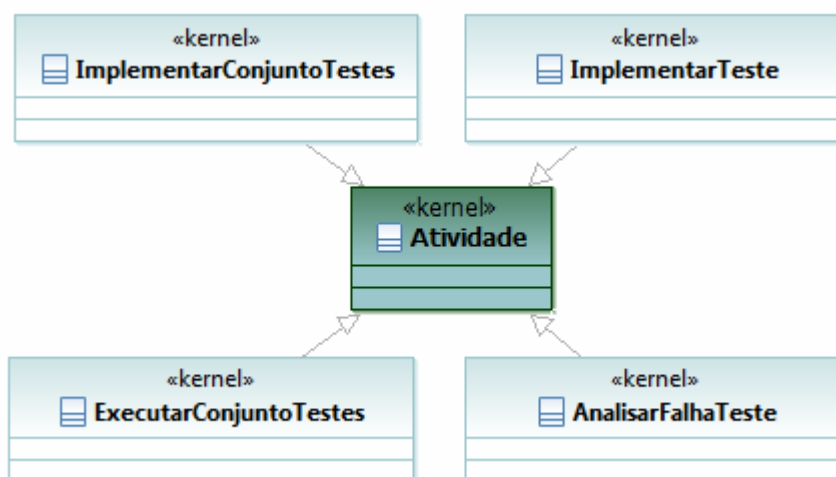 «kernel»
ImplementarConjuntoTestes
«kernel»
ImplementarTeste
«kernel»
Atividade
«kernel»
ExecutarConjuntoTestes
«kernel»
AnalisarFalhaTeste